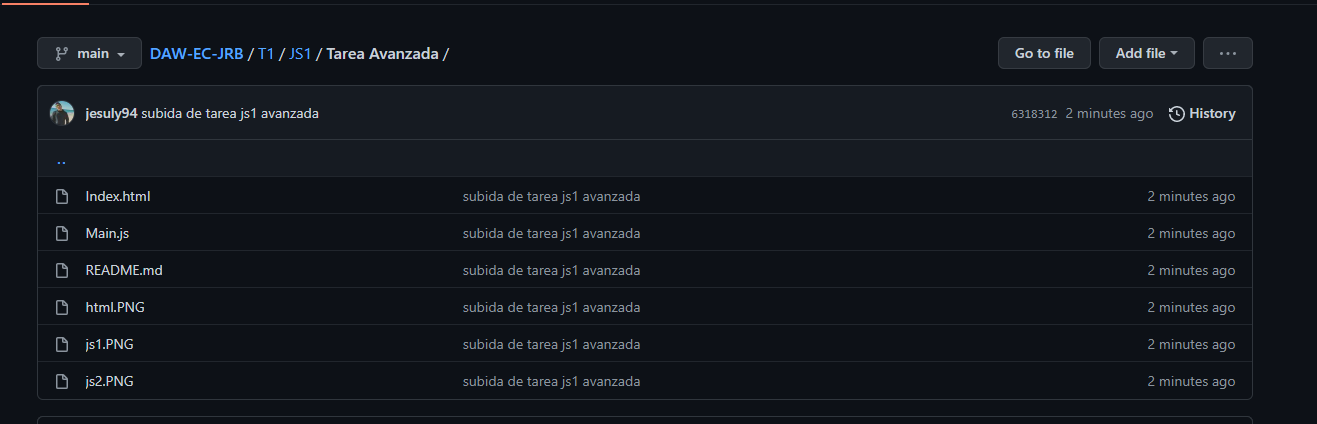 main DAW-EC-JRB / T1 / JS1 / Tarea Avanzada / Go to file Add file ...
jesuly94 subida de tarea js1 avanzada 6318312 2 minutes ago History
..
Index.html subida de tarea js1 avanzada 2 minutes ago
Main.js subida de tarea js1 avanzada 2 minutes ago
README.md subida de tarea js1 avanzada 2 minutes ago
html.PNG subida de tarea js1 avanzada 2 minutes ago
js1.PNG subida de tarea js1 avanzada 2 minutes ago
js2.PNG subida de tarea js1 avanzada 2 minutes ago